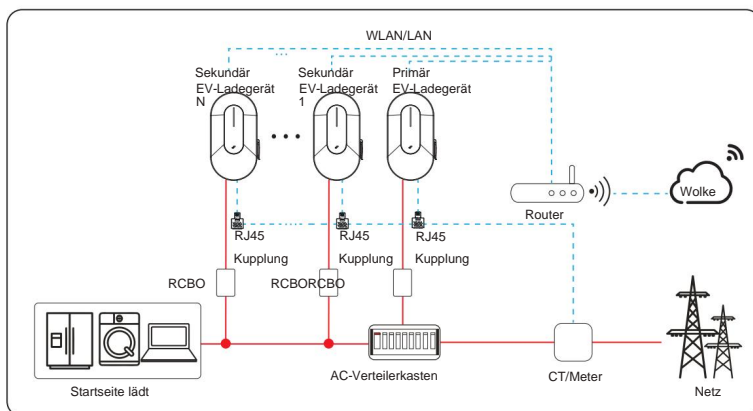 WLAN/LAN
Sekundär
EV-Ladegerät
N
Sekundär
EV-Ladegerät
1
Primär
EV-Ladegerät
Wolke
Router
RJ45
Kupplung
RJ45
Kupplung
RJ45
Kupplung
RCBO
RCBORCBO
Startseite lädt
AC-Verteilerkasten
CT/Meter
Netz